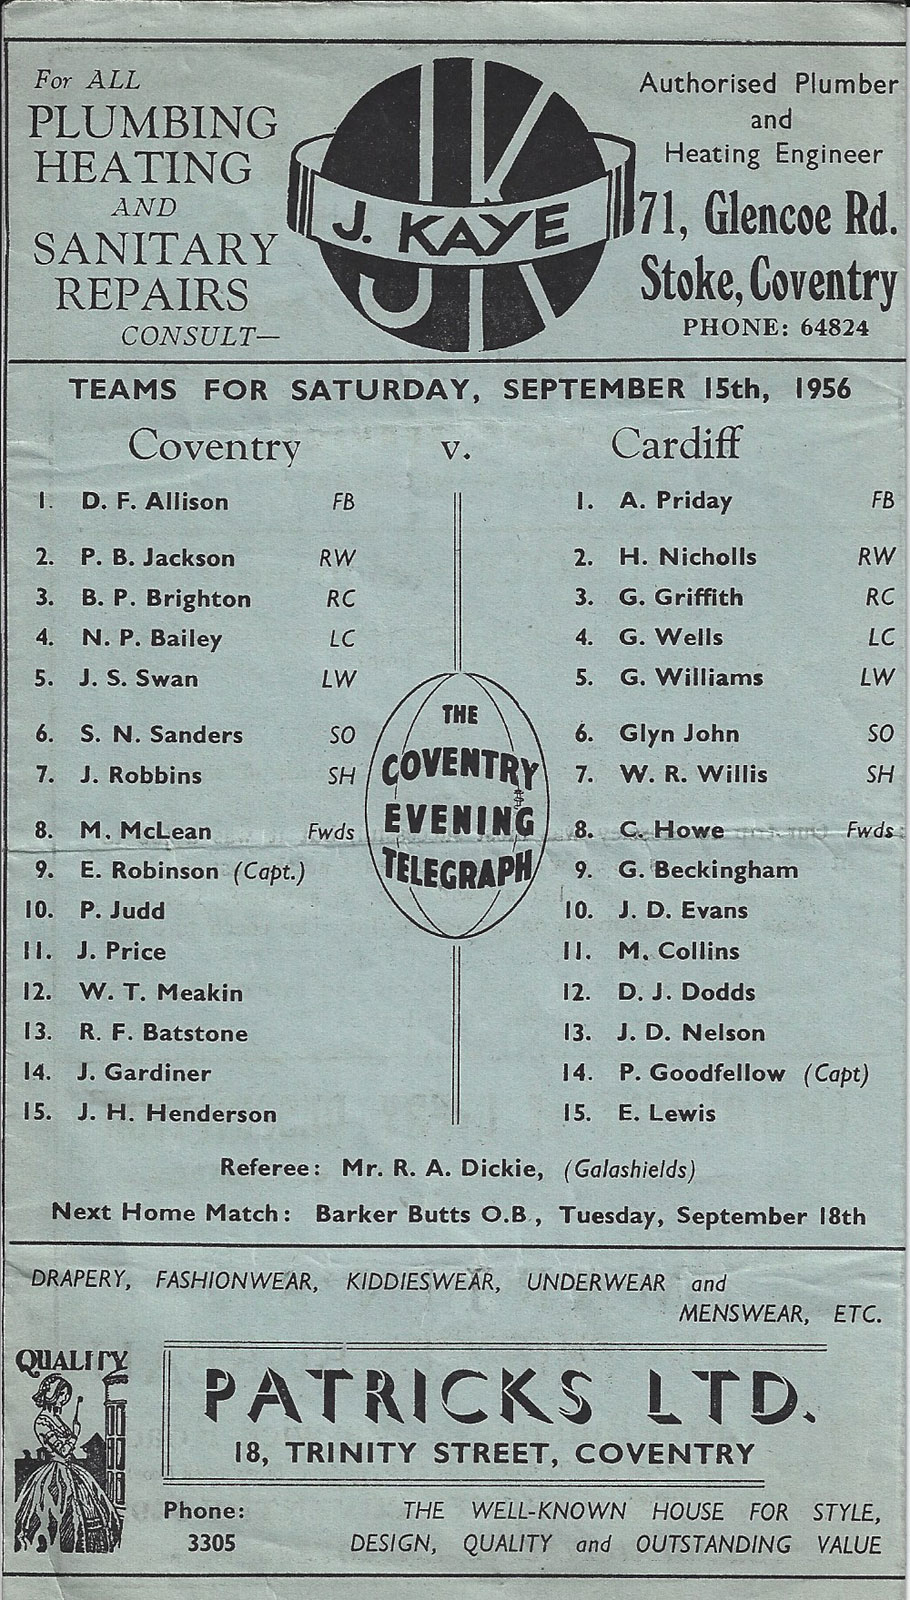 For ALL
PLUMBING
HEATING
AND
SANITARY
REPAIRS
CONSULT—
J. KAYE
JK
Authorised Plumber
and
Heating Engineer
71, Glencoe Rd.
Stoke, Coventry
PHONE: 64824
TEAMS FOR SATURDAY, SEPTEMBER 15th, 1956
Coventry v. Cardiff
1. D. F. Allison FB 1. A. Priday FB
2. P. B. Jackson RW 2. H. Nicholls RW
3. B. P. Brighton RC 3. G. Griffith RC
4. N. P. Bailey LC 4. G. Wells LC
5. J. S. Swan LW 5. G. Williams LW
6. S. N. Sanders SO 6. Glyn John SO
7. J. Robbins SH 7. W. R. Willis SH
8. M. McLean Fwds 8. C. Howe Fwds
9. E. Robinson (Capt.) 9. G. Beckingham
10. P. Judd 10. J. D. Evans
11. J. Price 11. M. Collins
12. W. T. Meakin 12. D. J. Dodds
13. R. F. Batstone 13. J. D. Nelson
14. J. Gardiner 14. P. Goodfellow (Capt)
15. J. H. Henderson 15. E. Lewis
THE
COVENTRY
EVENING
TELEGRAPH
Referee: Mr. R. A. Dickie, (Galashields)
Next Home Match: Barker Butts O.B., Tuesday, September 18th
DRAPERY, FASHIONWEAR, KIDDIESWEAR, UNDERWEAR and
MENSWEAR, ETC.
QUALITY
PATRICKS LTD.
18, TRINITY STREET, COVENTRY
Phone:
3305
THE WELL-KNOWN HOUSE FOR STYLE,
DESIGN, QUALITY and OUTSTANDING VALUE